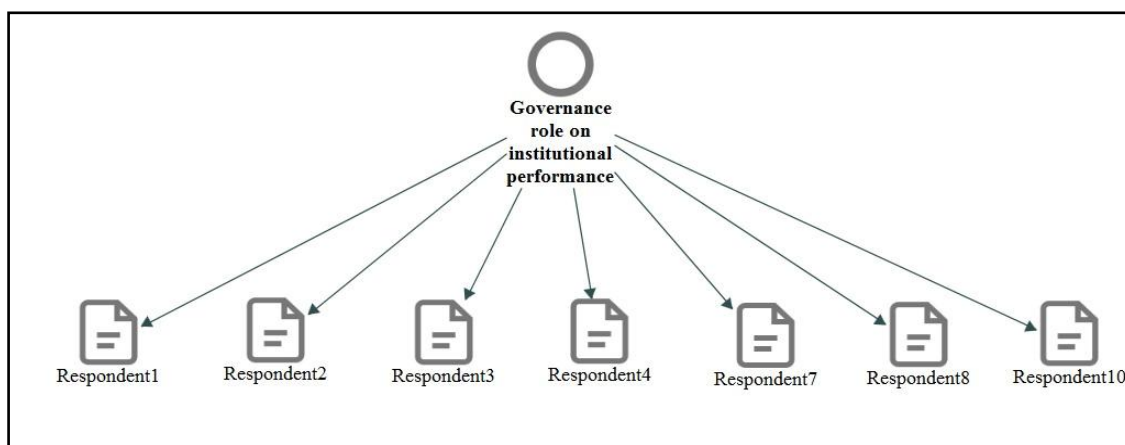 Governance
role on
institutional
performance
Respondent1
Respondent2
Respondent3
Respondent4
Respondent7
Respondent8
Respondent10